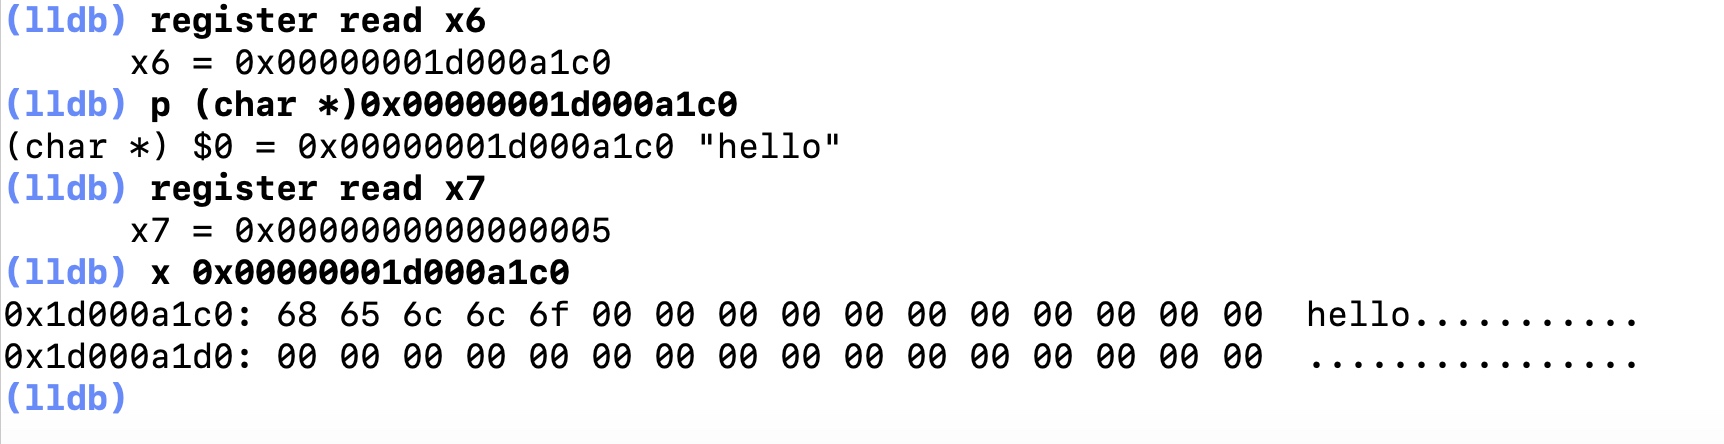 (lldb) register read x6
x6 = 0x00000001d000a1c0
(lldb) p (char *)0x00000001d000a1c0
(char *) $0 = 0x00000001d000a1c0 "hello"
(lldb) register read x7
x7 = 0x0000000000000005
(lldb) x 0x00000001d000a1c0
0x1d000a1c0: 68 65 6c 6c 6f 00 00 00 00 00 00 00 00 00 00 00  hello...........
0x1d000a1d0: 00 00 00 00 00 00 00 00 00 00 00 00 00 00 00 00  ................
(lldb)